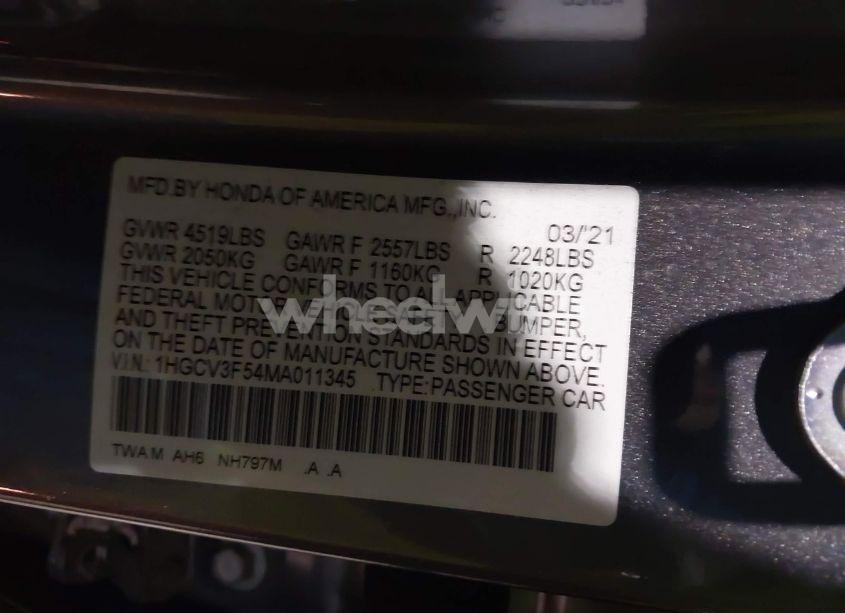 MFD.BY HONDA OF AMERICA MFG.,INC.
03/'21
GVWR 4519LBS GAWR F 2557LBS R 2248LBS
GVWR 2050KG GAWR F 1160KG R 1020KG
THIS VEHICLE CONFORMS TO ALL APPLICABLE
FEDERAL MOTOR VEHICLE SAFETY, BUMPER,
AND THEFT PREVENTION STANDARDS IN EFFECT
ON THE DATE OF MANUFACTURE SHOWN ABOVE.
V.I.N.: 1HGCV3F54MA011345 TYPE:PASSENGER CAR
TWA M AH6 NH797M .A .A
wheelwi